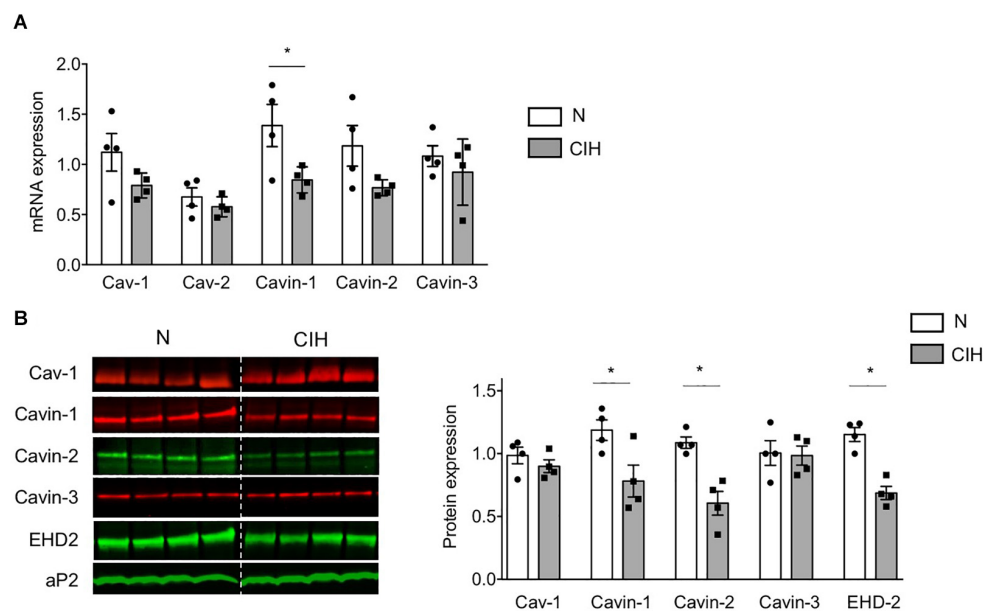 A
*
2.0
1.5
1.0
0.5
0.0
mRNA expression
Cav-1 Cav-2 Cavin-1 Cavin-2 Cavin-3
N
CIH
B
N CIH
Cav-1
Cavin-1
Cavin-2
Cavin-3
EHD2
aP2
N
CIH
* * *
1.5
1.0
0.5
0.0
Protein expression
Cav-1 Cavin-1 Cavin-2 Cavin-3 EHD-2